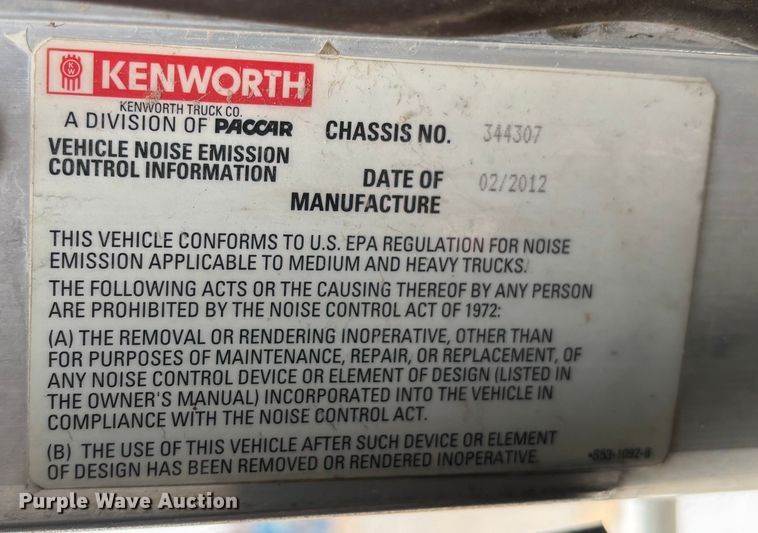 KW
KENWORTH
KENWORTH TRUCK CO.
A DIVISION OF PACCAR
CHASSIS NO. 344307
VEHICLE NOISE EMISSION
CONTROL INFORMATION
DATE OF
MANUFACTURE
02/2012
THIS VEHICLE CONFORMS TO U.S. EPA REGULATION FOR NOISE
EMISSION APPLICABLE TO MEDIUM AND HEAVY TRUCKS.
THE FOLLOWING ACTS OR THE CAUSING THEREOF BY ANY PERSON
ARE PROHIBITED BY THE NOISE CONTROL ACT OF 1972:
(A) THE REMOVAL OR RENDERING INOPERATIVE, OTHER THAN
FOR PURPOSES OF MAINTENANCE, REPAIR, OR REPLACEMENT, OF
ANY NOISE CONTROL DEVICE OR ELEMENT OF DESIGN (LISTED IN
THE OWNER'S MANUAL) INCORPORATED INTO THE VEHICLE IN
COMPLIANCE WITH THE NOISE CONTROL ACT.
(B) THE USE OF THIS VEHICLE AFTER SUCH DEVICE OR ELEMENT
OF DESIGN HAS BEEN REMOVED OR RENDERED INOPERATIVE.
Purple Wave Auction